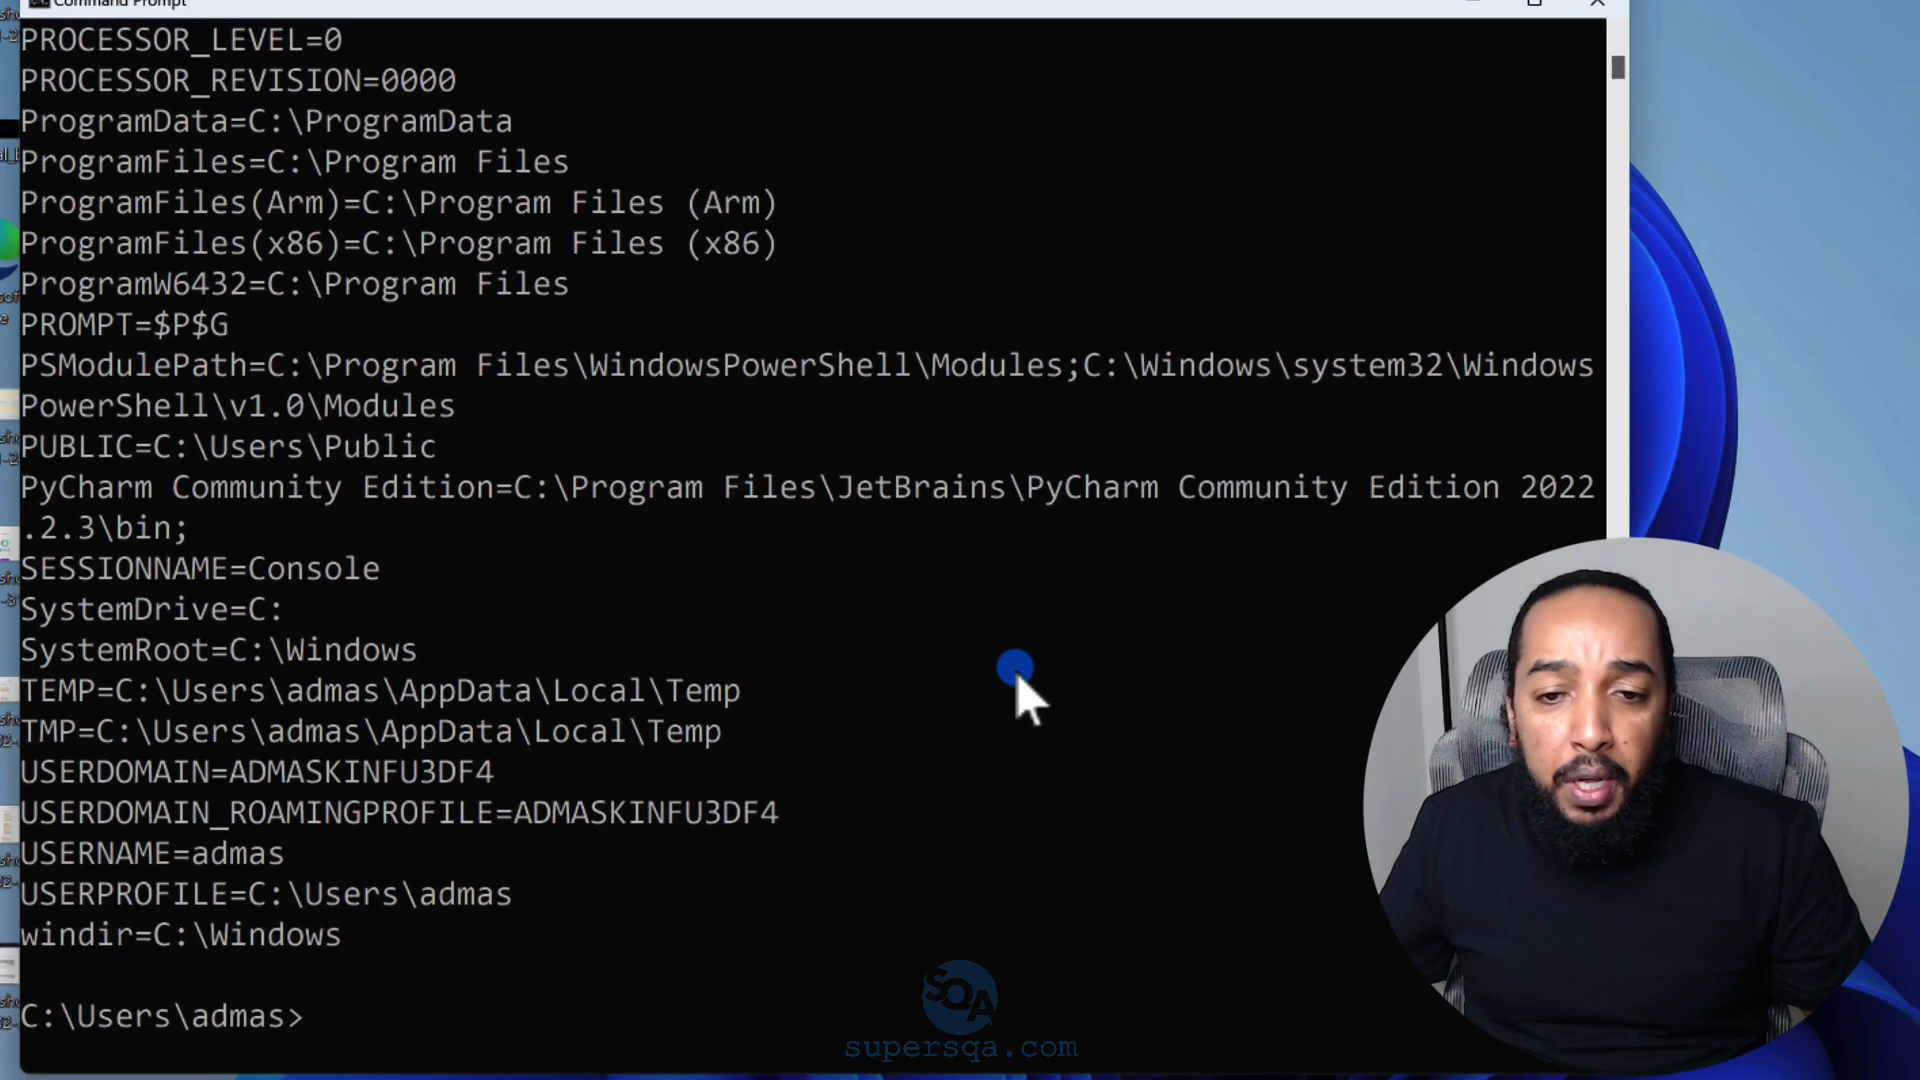 Command Prompt
PROCESSOR_LEVEL=0
PROCESSOR_REVISION=0000
ProgramData=C:\ProgramData
ProgramFiles=C:\Program Files
ProgramFiles(Arm)=C:\Program Files (Arm)
ProgramFiles(x86)=C:\Program Files (x86)
ProgramW6432=C:\Program Files
PROMPT=$P$G
PSModulePath=C:\Program Files\WindowsPowerShell\Modules;C:\Windows\system32\Windows
PowerShell\v1.0\Modules
PUBLIC=C:\Users\Public
PyCharm Community Edition=C:\Program Files\JetBrains\PyCharm Community Edition 2022
.2.3\bin;
SESSIONNAME=Console
SystemDrive=C:
SystemRoot=C:\Windows
TEMP=C:\Users\admas\AppData\Local\Temp
TMP=C:\Users\admas\AppData\Local\Temp
USERDOMAIN=ADMASKINFU3DF4
USERDOMAIN_ROAMINGPROFILE=ADMASKINFU3DF4
USERNAME=admas
USERPROFILE=C:\Users\admas
windir=C:\Windows
C:\Users\admas>
SQA
supersqa.com